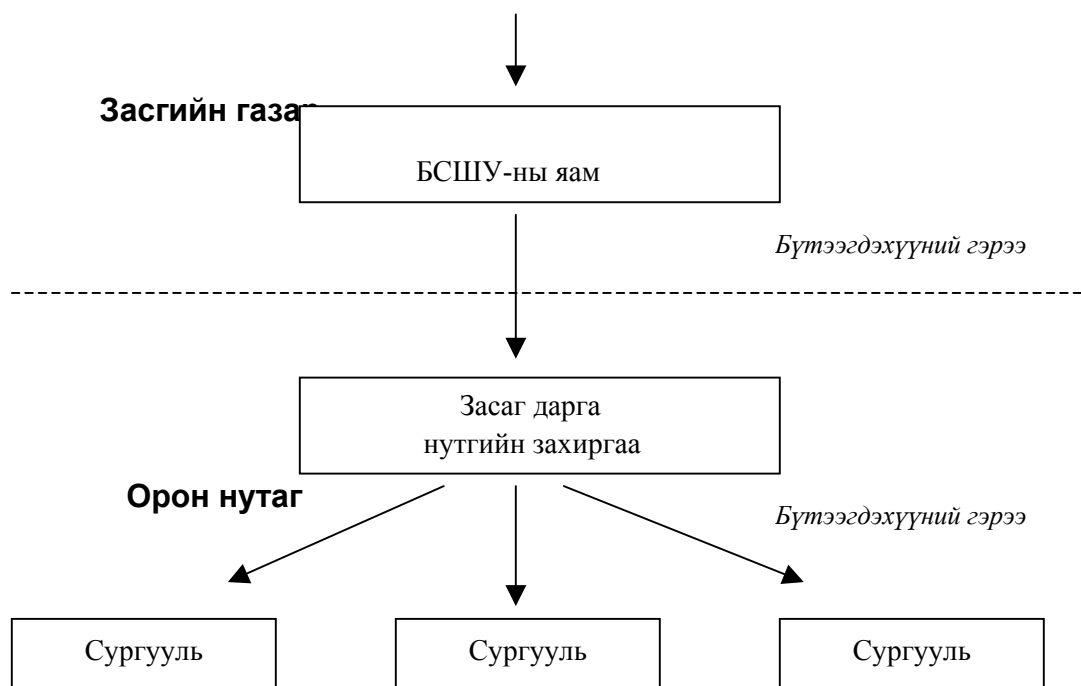 Засгийн газар
БСШУ-ны яам
Бүтээгдэхүүний гэрээ
Засаг дарга
нутгийн захиргаа
Орон нутаг
Бүтээгдэхүүний гэрээ
Сургууль
Сургууль
Сургууль